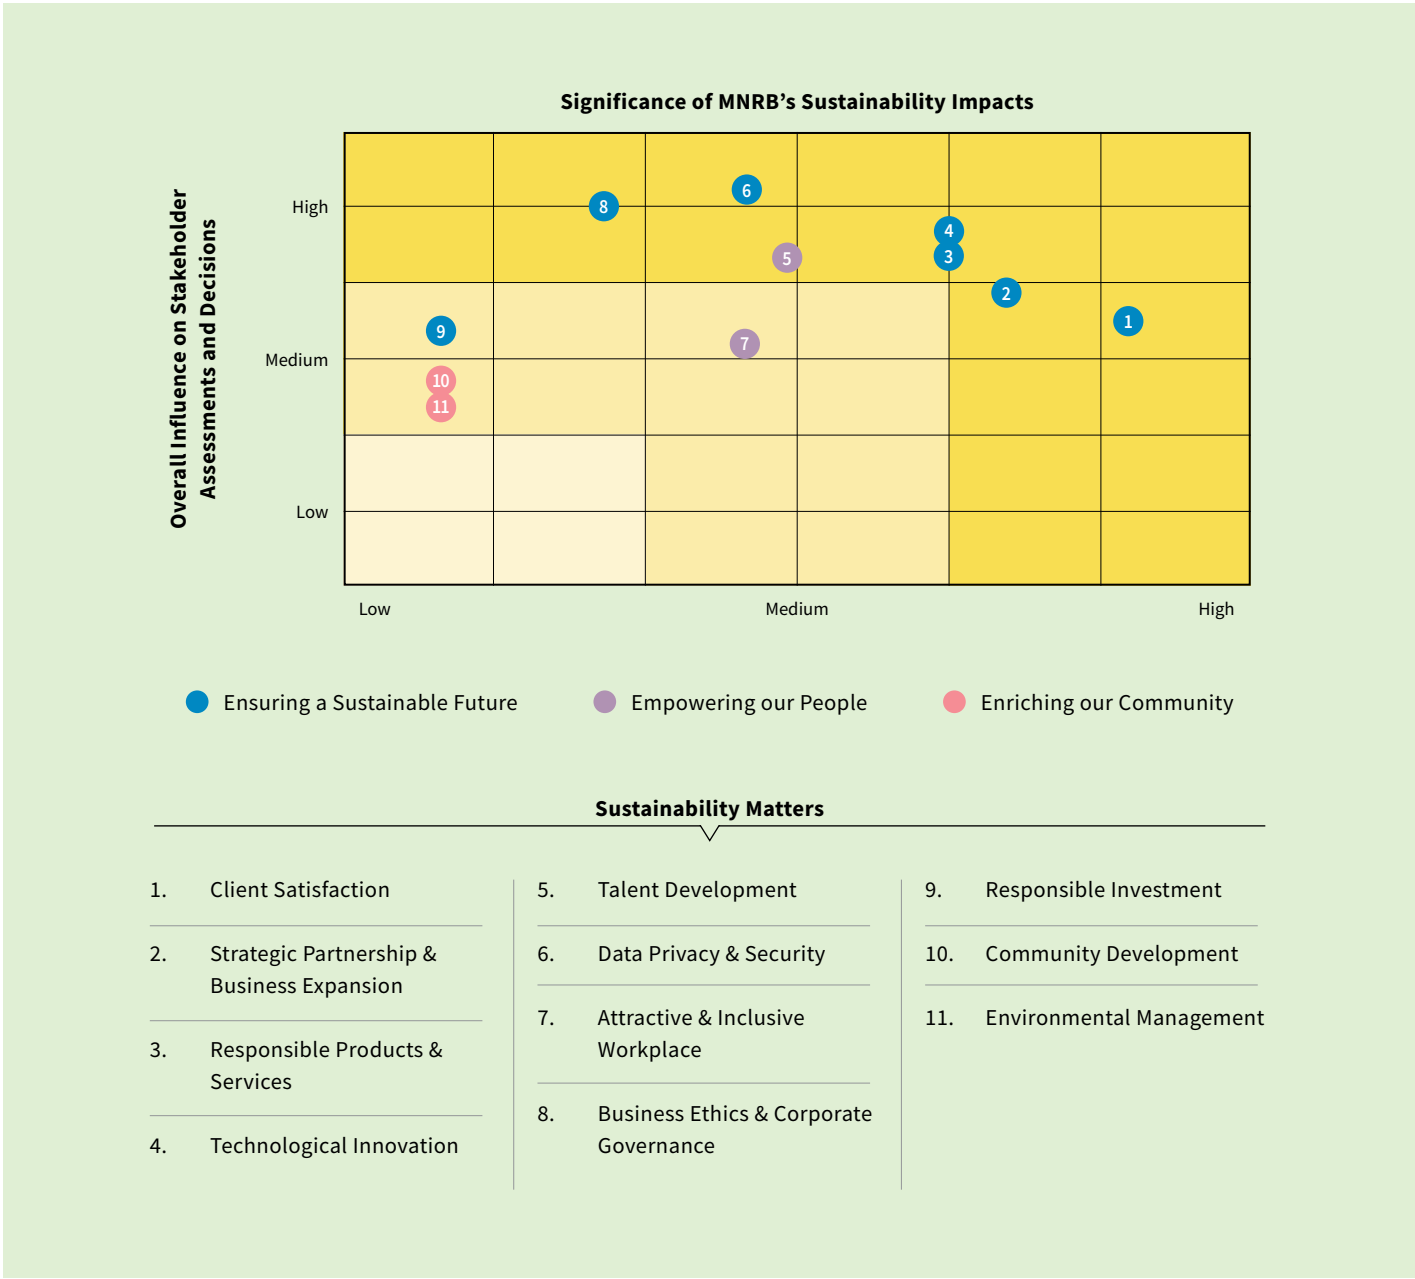 Significance of MNRB’s Sustainability Impacts
Overall Influence on Stakeholder
Assessments and Decisions
High
Medium
Low
6
8
4
5
3
2
1
9
7
10
11
Low
Medium
High
Ensuring a Sustainable Future
Empowering our People
Enriching our Community
Sustainability Matters
1. Client Satisfaction
2. Strategic Partnership &
Business Expansion
3. Responsible Products &
Services
4. Technological Innovation
5. Talent Development
6. Data Privacy & Security
7. Attractive & Inclusive
Workplace
8. Business Ethics & Corporate
Governance
9. Responsible Investment
10. Community Development
11. Environmental Management